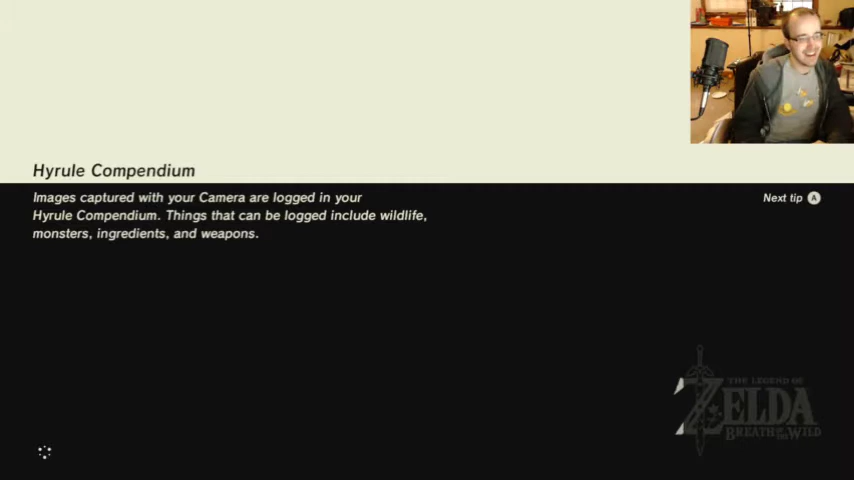 Hyrule Compendium
Images captured with your Camera are logged in your
Hyrule Compendium. Things that can be logged include wildlife,
monsters, ingredients, and weapons.
Next tip A
THE LEGEND OF
ZELDA
BREATH OF THE WILD